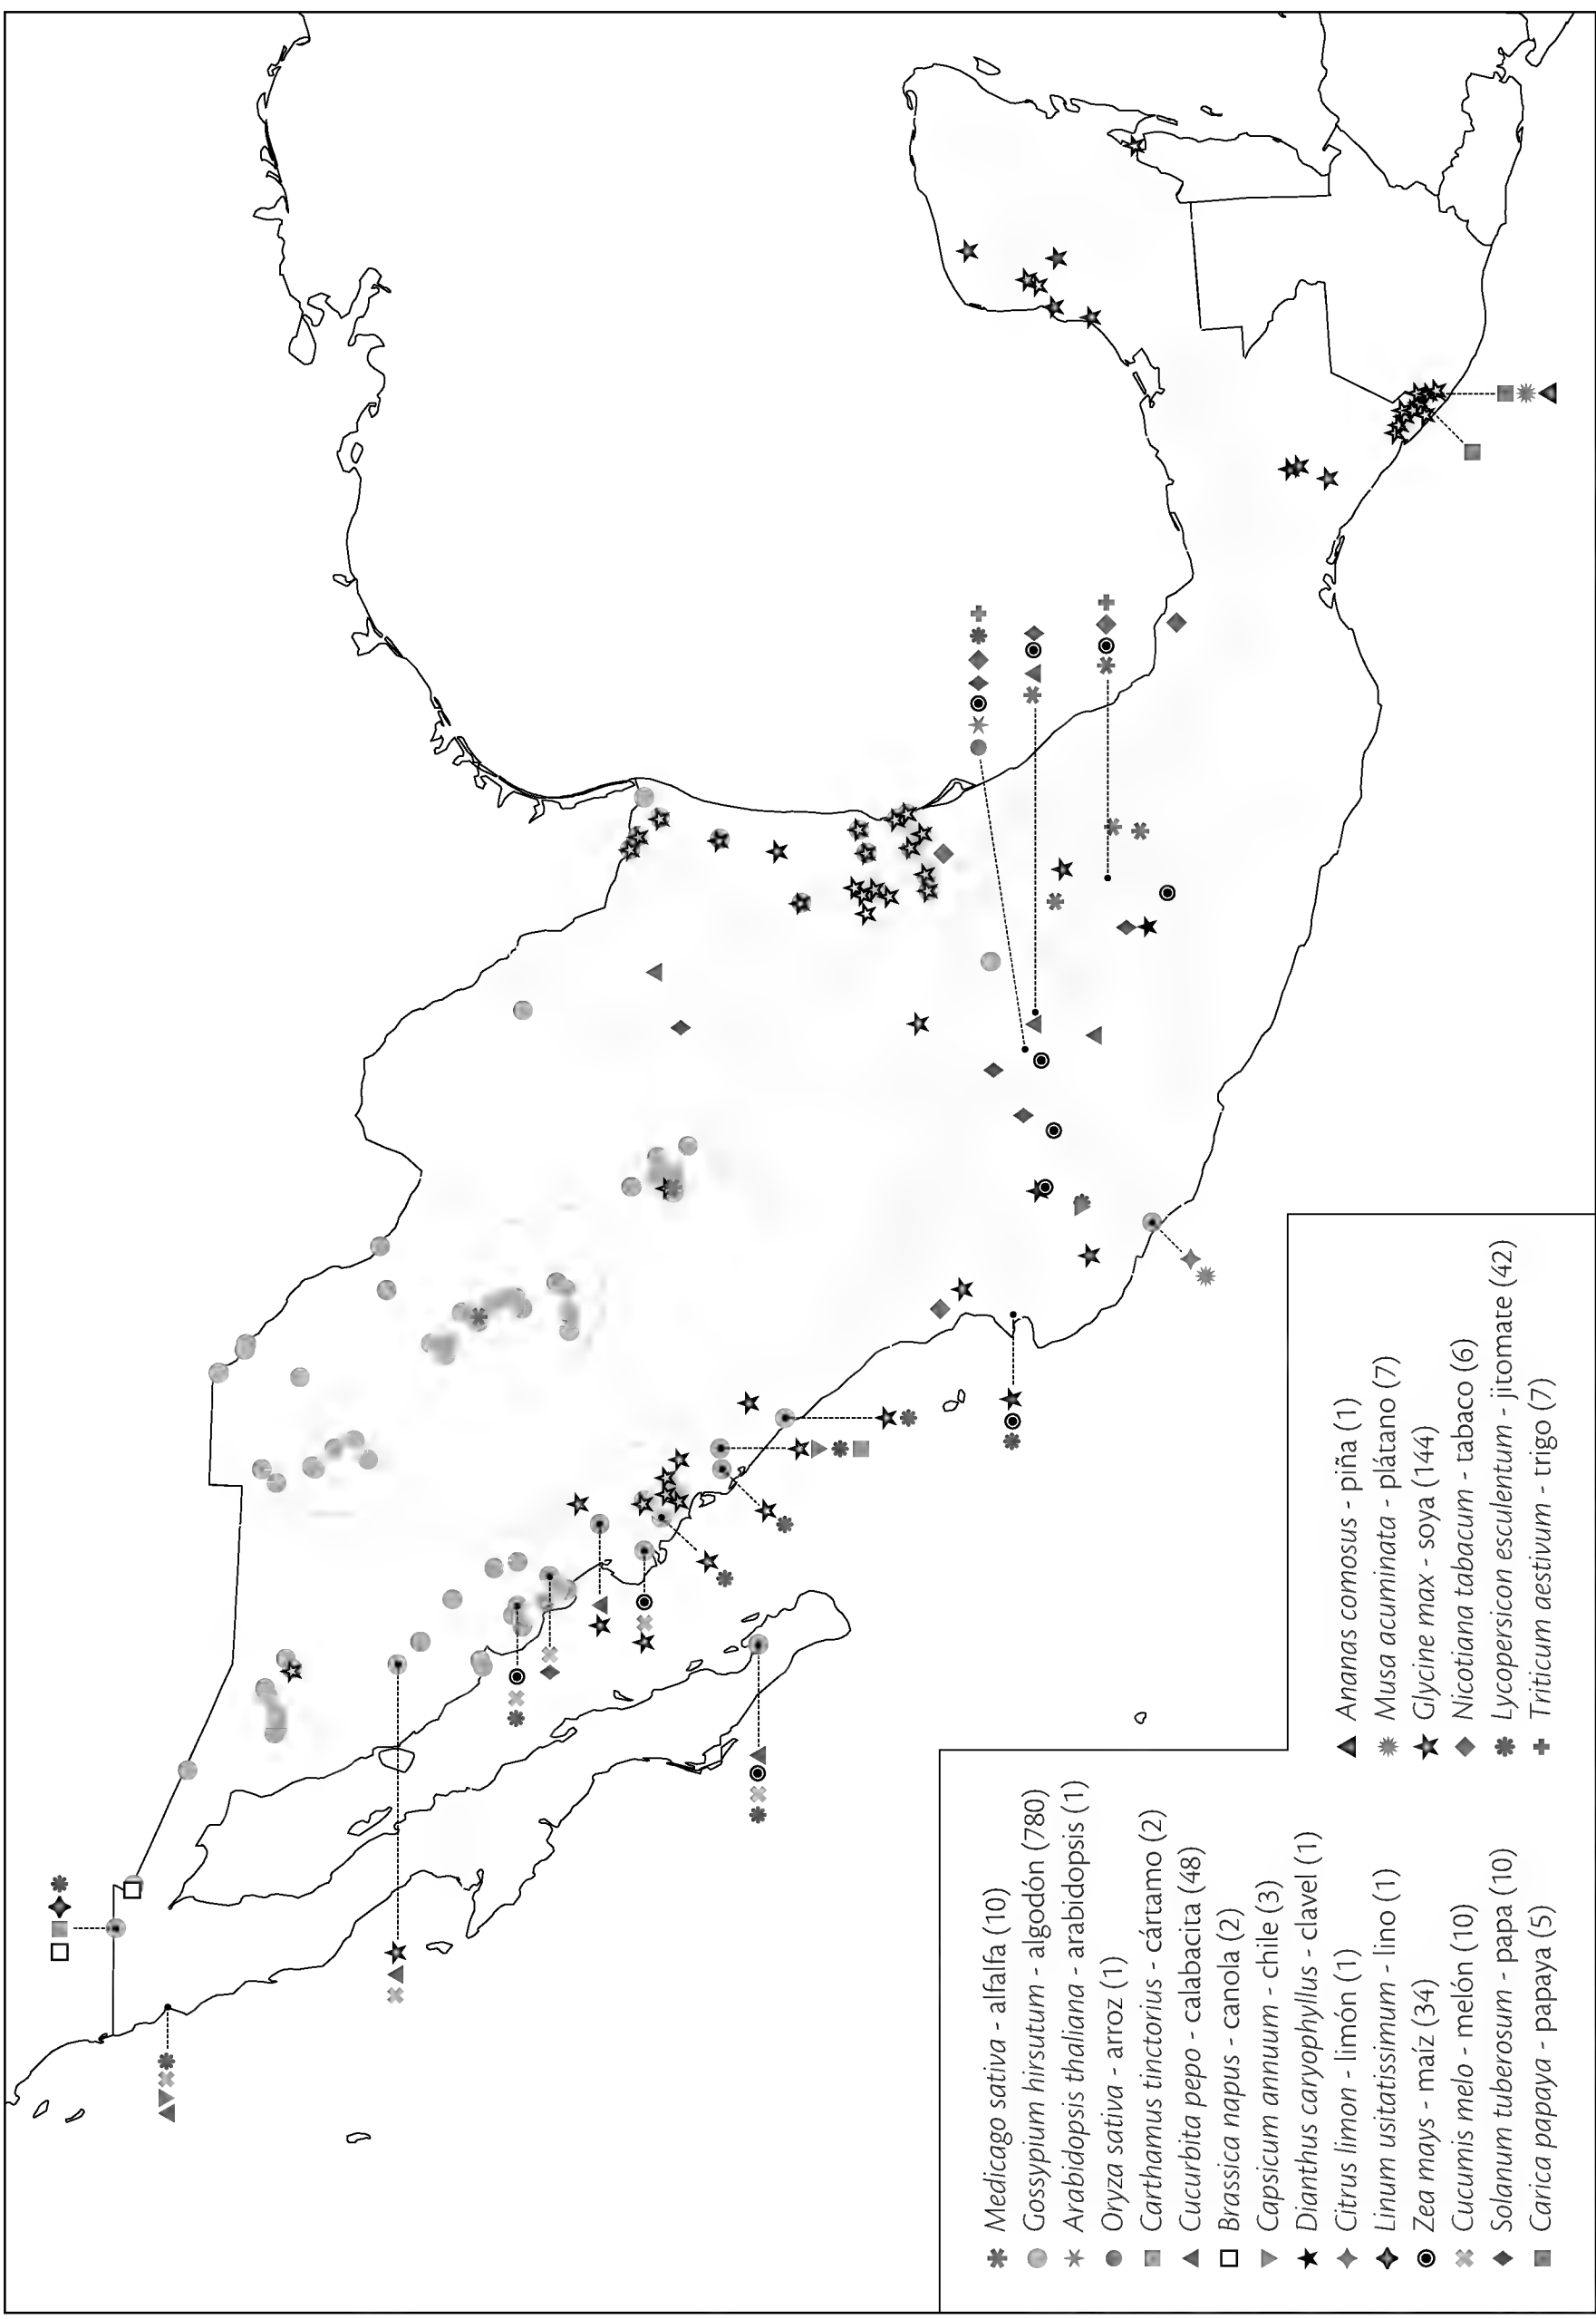 Medicago sativa - alfalfa (10)
Gossypium hirsutum - algodón (780)
Arabidopsis thaliana - arabidopsis (1)
Oryza sativa - arroz (1)
Carthamus tinctorius - cártamo (2)
Cucurbita pepo - calabacita (48)
Brassica napus - canola (2)
Capsicum annuum - chile (3)
Dianthus caryophyllus - clavel (1)
Citrus limon - limón (1)
Linum usitatissimum - lino (1)
Zea mays - maíz (34)
Cucumis melo - melón (10)
Solanum tuberosum - papa (10)
Carica papaya - papaya (5)
Ananas comosus - piña (1)
Musa acuminata - plátano (7)
Glycine max - soya (144)
Nicotiana tabacum - tabaco (6)
Lycopersicon esculentum - jitomate (42)
Triticum aestivum - trigo (7)